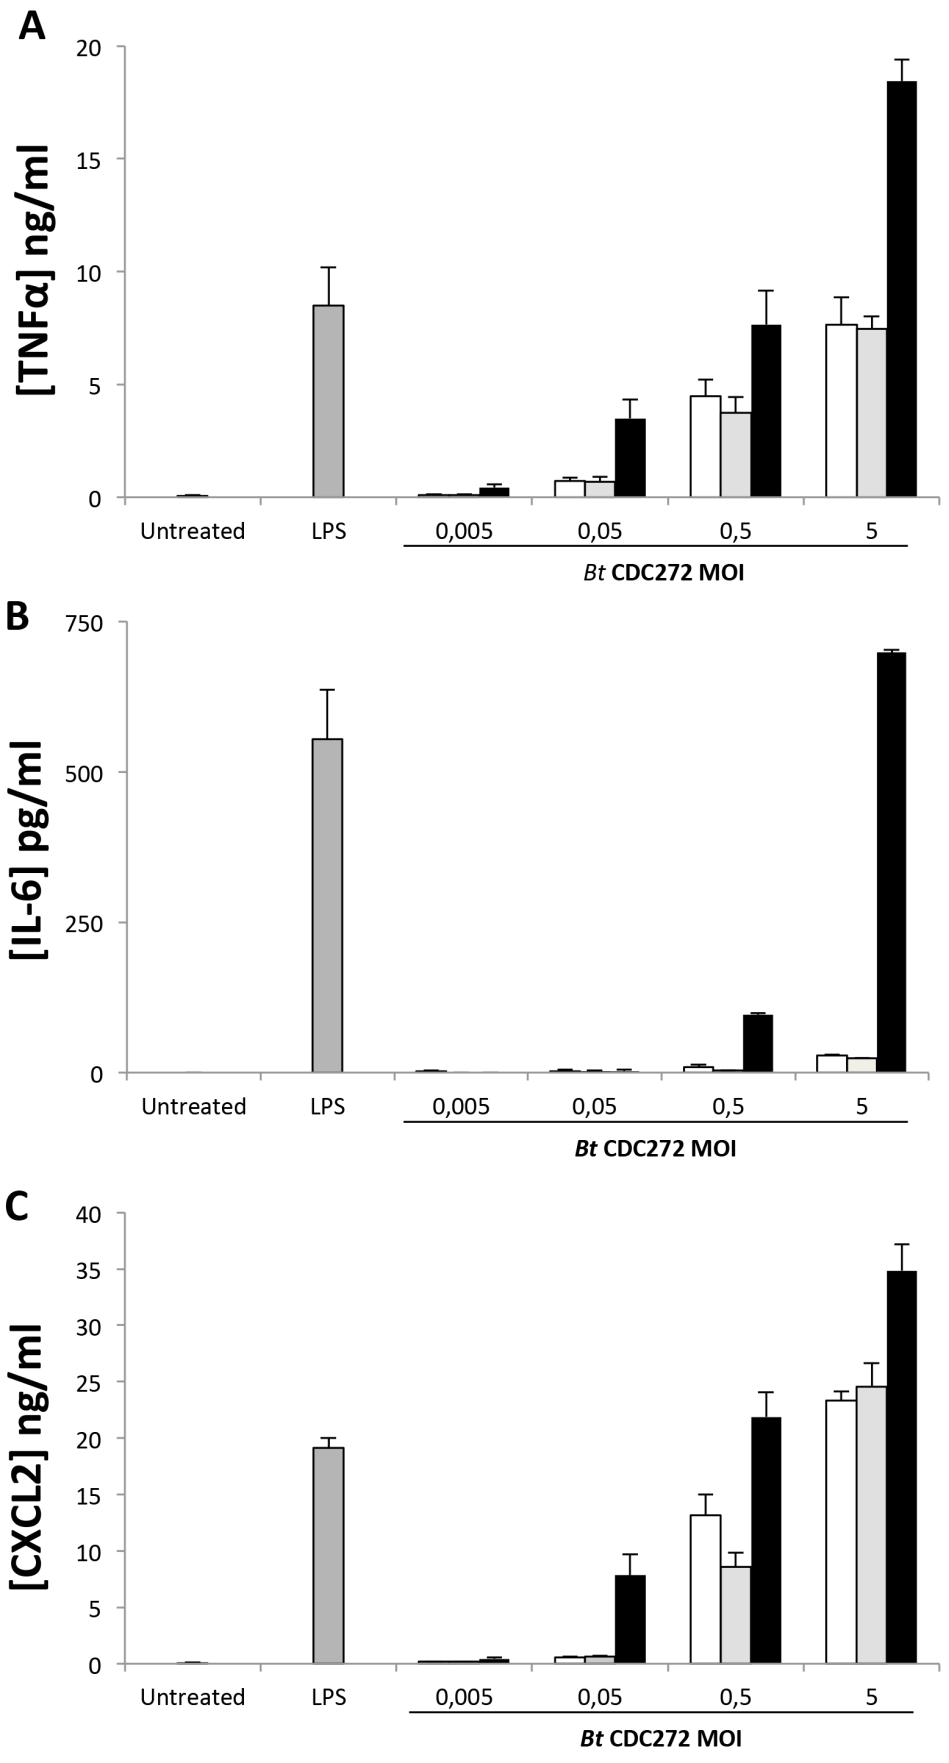 A
[TNFα] ng/ml
20
15
10
5
0
Untreated LPS 0,005 0,05 0,5 5
Bt CDC272 MOI
B
[IL-6] pg/ml
750
500
250
0
Untreated LPS 0,005 0,05 0,5 5
Bt CDC272 MOI
C
[CXCL2] ng/ml
40
35
30
25
20
15
10
5
0
Untreated LPS 0,005 0,05 0,5 5
Bt CDC272 MOI